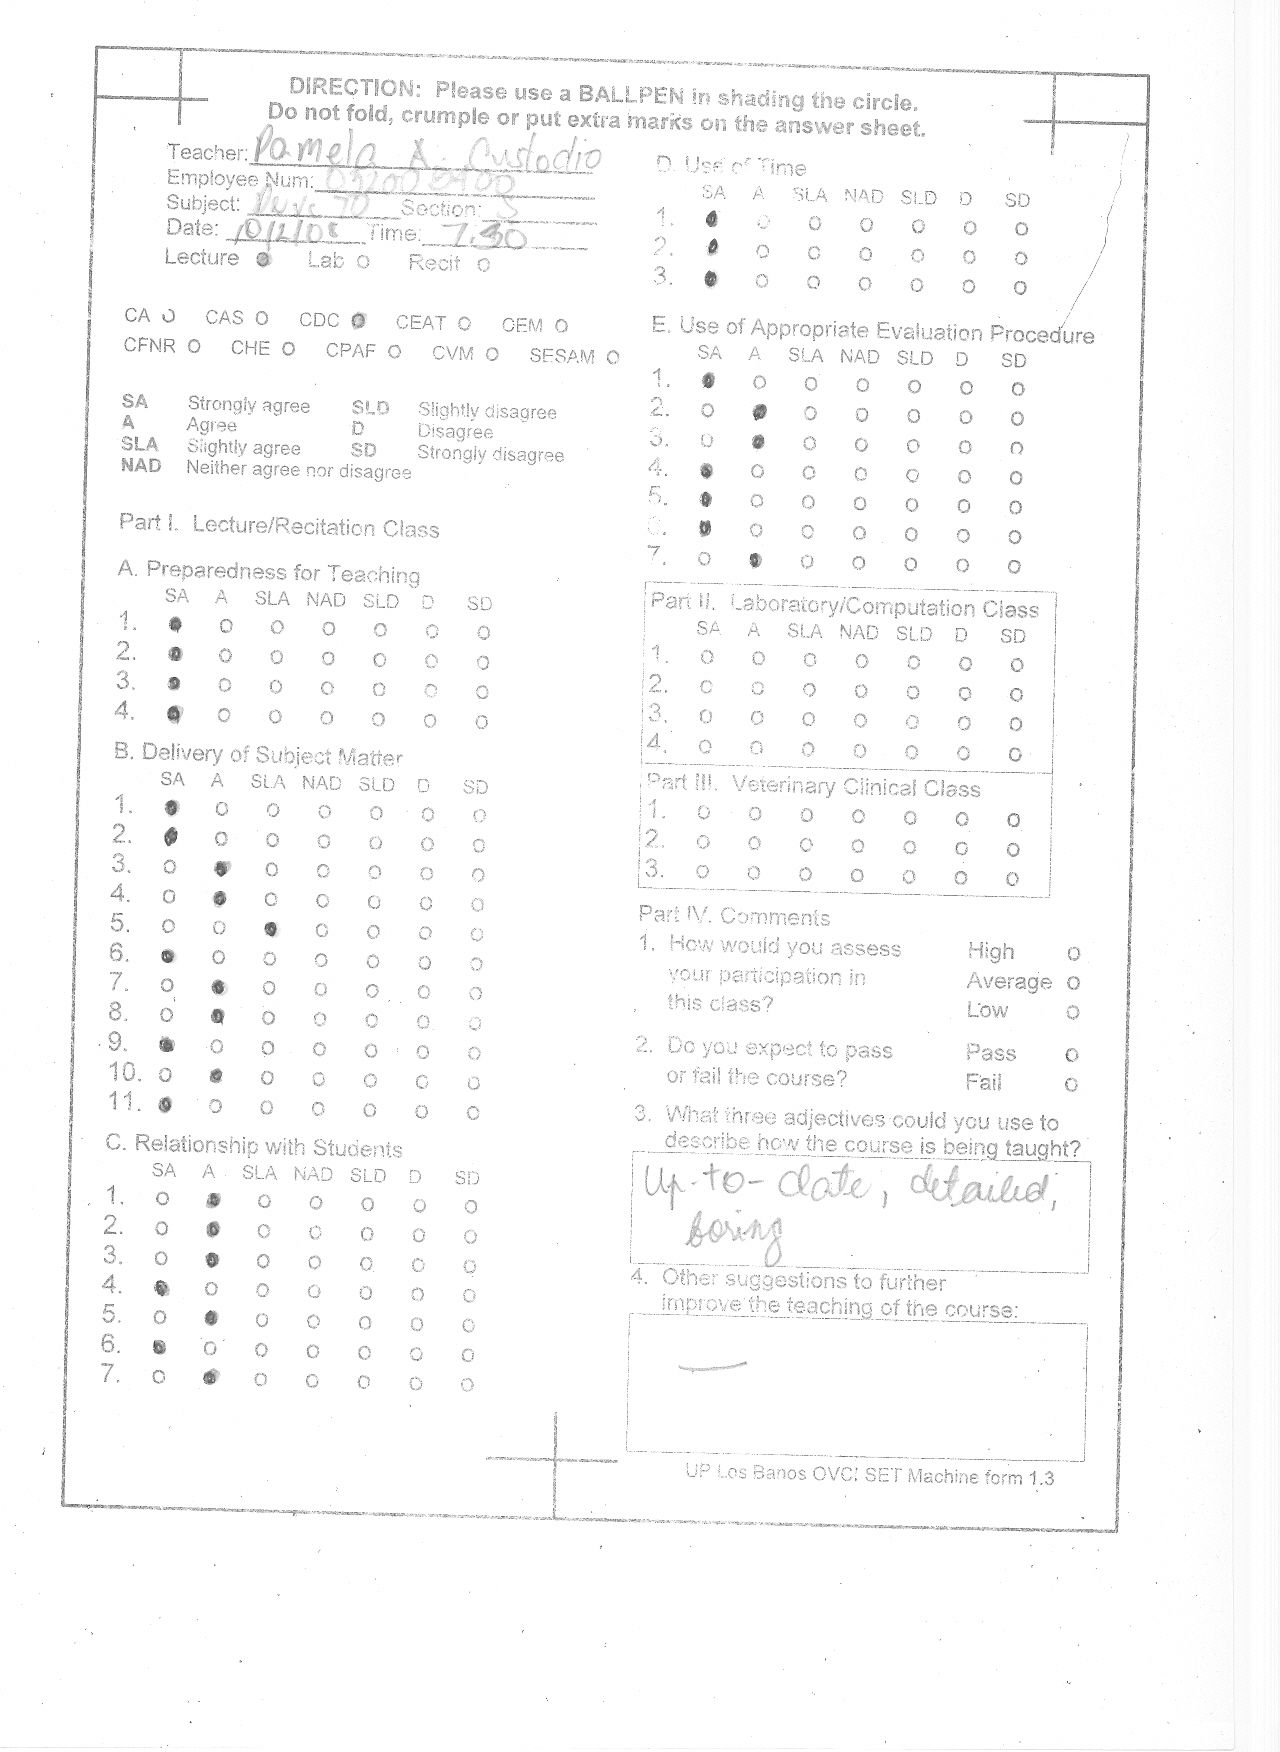 DIRECTION: Please use a BALLPEN in shading the circle.
Do not fold, crumple or put extra marks on the answer sheet.
Teacher: Pamela A. Custodio
Employee Num:
Subject: Section: S
Date: Time: 7:30
Lecture Lab Recit
CA CAS CDC CEAT CEM
CFNR CHE CPAF CVM SESAM
SA Strongly agree SLD Slightly disagree
A Agree D Disagree
SLA Slightly agree SD Strongly disagree
NAD Neither agree nor disagree
Part I. Lecture/Recitation Class
A. Preparedness for Teaching
SA A SLA NAD SLD D SD
1.
2.
3.
4.
B. Delivery of Subject Matter
SA A SLA NAD SLD D SD
1.
2.
3.
4.
5.
6.
7.
8.
9.
10.
11.
C. Relationship with Students
SA A SLA NAD SLD D SD
1.
2.
3.
4.
5.
6.
7.
D. Use of Time
SA A SLA NAD SLD D SD
1.
2.
3.
E. Use of Appropriate Evaluation Procedure
SA A SLA NAD SLD D SD
1.
2.
3.
4.
5.
6.
7.
Part II. Laboratory/Computation Class
SA A SLA NAD SLD D SD
1.
2.
3.
4.
Part III. Veterinary Clinical Class
1.
2.
3.
Part IV. Comments
1. How would you assess High
your participation in Average
this class? Low
2. Do you expect to pass Pass
or fail the course? Fail
3. What three adjectives could you use to
describe how the course is being taught?
Up-to-date, detailed,
boring
4. Other suggestions to further
improve the teaching of the course:
UP Los Banos OVCI SET Machine form 1.3